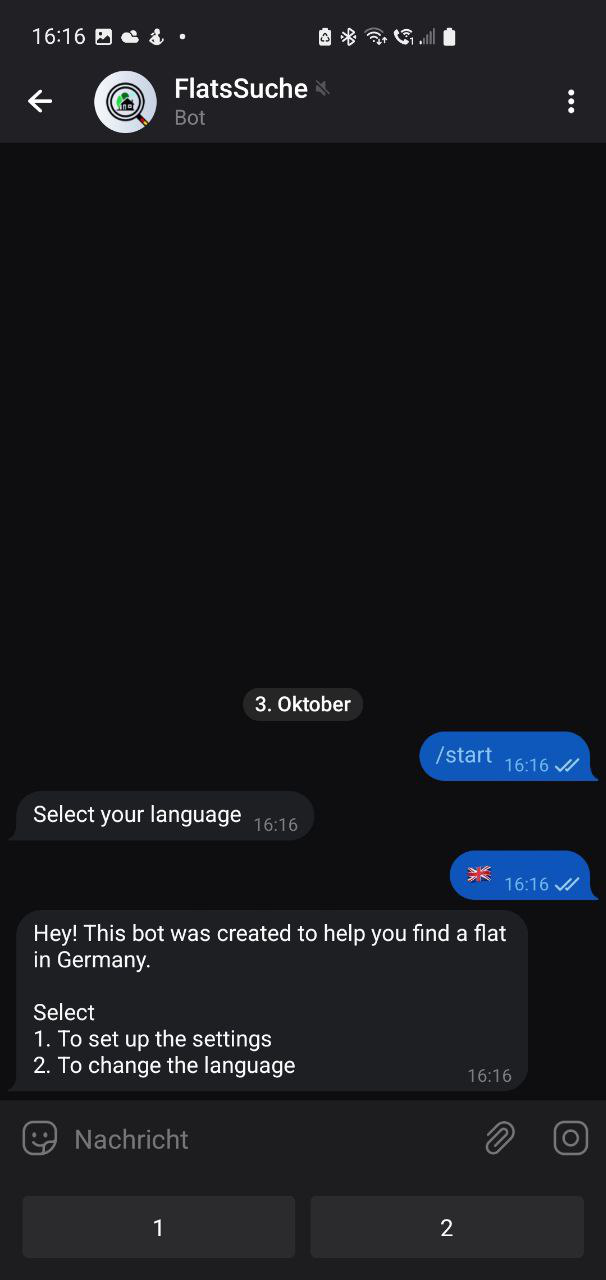 16:16
FlatsSuche
Bot
3. Oktober
/start 16:16
Select your language 16:16
🇬🇧 16:16
Hey! This bot was created to help you find a flat
in Germany.
Select
1. To set up the settings
2. To change the language
16:16
Nachricht
1 2